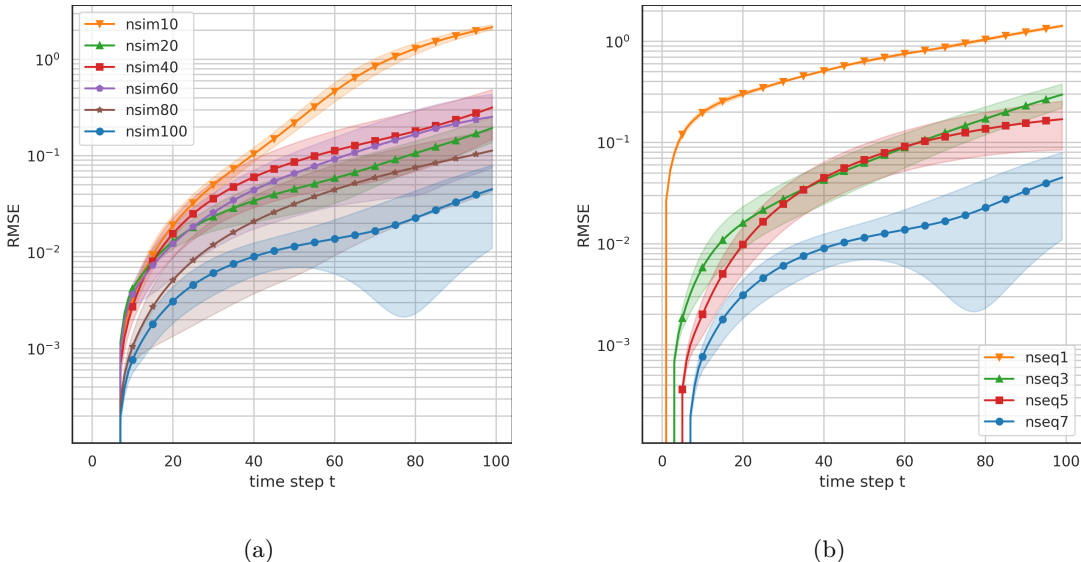 nsim10
nsim20
nsim40
nsim60
nsim80
nsim100
10⁰
10⁻¹
10⁻²
10⁻³
RMSE
0 20 40 60 80 100
time step t
(a)
10⁰
10⁻¹
10⁻²
10⁻³
RMSE
nseq1
nseq3
nseq5
nseq7
0 20 40 60 80 100
time step t
(b)